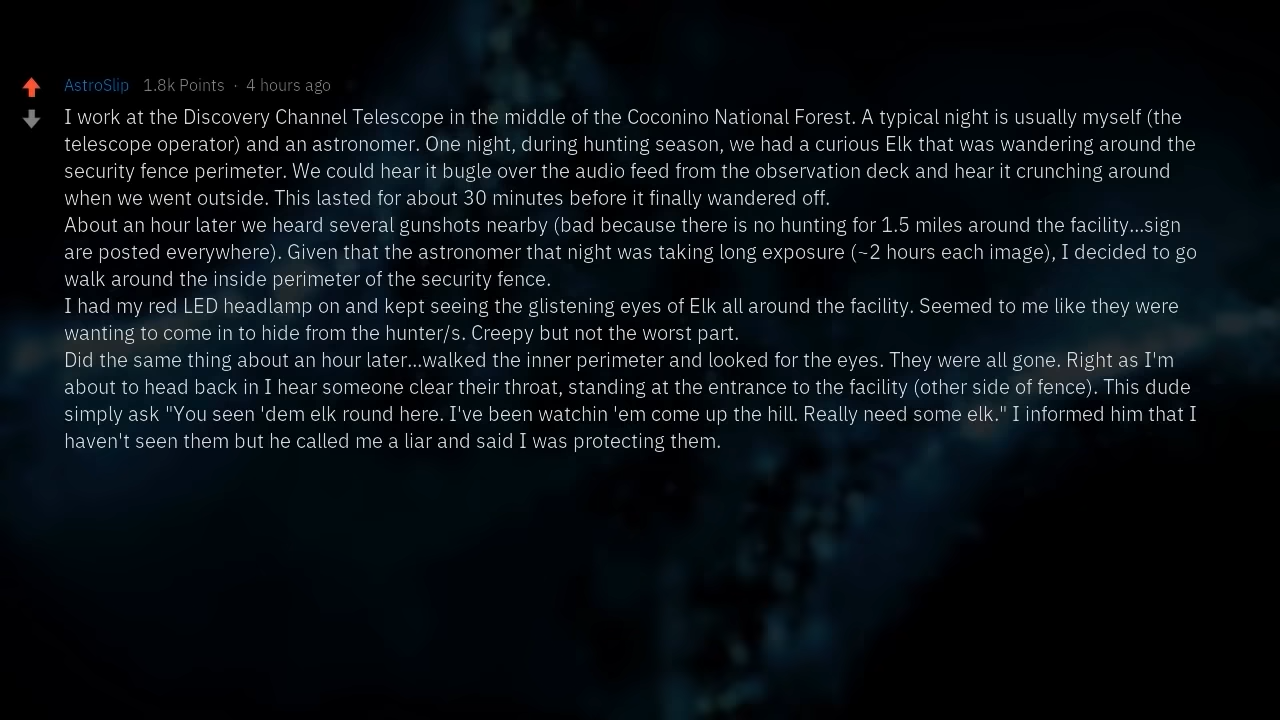 AstroSlip 1.8k Points · 4 hours ago
I work at the Discovery Channel Telescope in the middle of the Coconino National Forest. A typical night is usually myself (the
telescope operator) and an astronomer. One night, during hunting season, we had a curious Elk that was wandering around the
security fence perimeter. We could hear it bugle over the audio feed from the observation deck and hear it crunching around
when we went outside. This lasted for about 30 minutes before it finally wandered off.
About an hour later we heard several gunshots nearby (bad because there is no hunting for 1.5 miles around the facility...sign
are posted everywhere). Given that the astronomer that night was taking long exposure (~2 hours each image), I decided to go
walk around the inside perimeter of the security fence.
I had my red LED headlamp on and kept seeing the glistening eyes of Elk all around the facility. Seemed to me like they were
wanting to come in to hide from the hunter/s. Creepy but not the worst part.
Did the same thing about an hour later...walked the inner perimeter and looked for the eyes. They were all gone. Right as I'm
about to head back in I hear someone clear their throat, standing at the entrance to the facility (other side of fence). This dude
simply ask "You seen 'dem elk round here. I've been watchin 'em come up the hill. Really need some elk." I informed him that I
haven't seen them but he called me a liar and said I was protecting them.